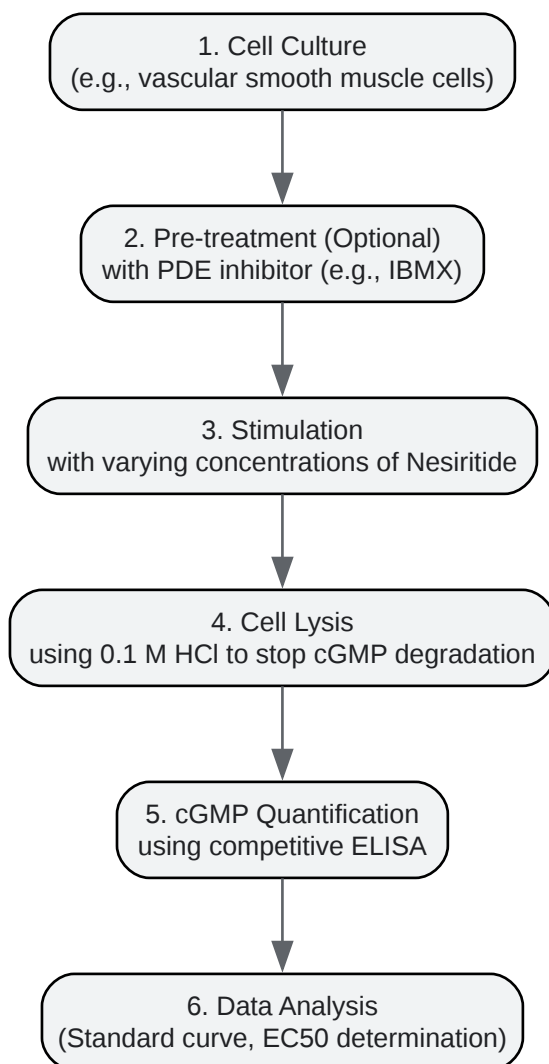 1. Cell Culture
(e.g., vascular smooth muscle cells)
2. Pre-treatment (Optional)
with PDE inhibitor (e.g., IBMX)
3. Stimulation
with varying concentrations of Nesiritide
4. Cell Lysis
using 0.1 M HCl to stop cGMP degradation
5. cGMP Quantification
using competitive ELISA
6. Data Analysis
(Standard curve, EC50 determination)